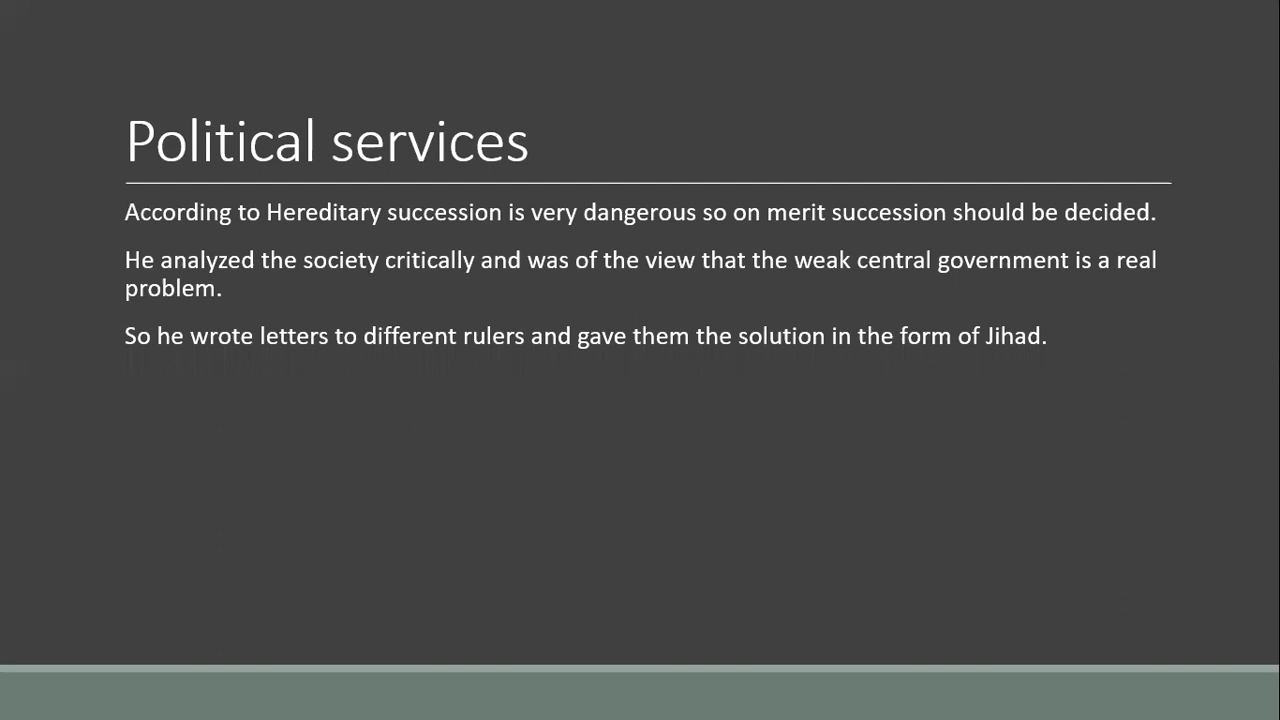 Political services
According to Hereditary succession is very dangerous so on merit succession should be decided.
He analyzed the society critically and was of the view that the weak central government is a real
problem.
So he wrote letters to different rulers and gave them the solution in the form of Jihad.